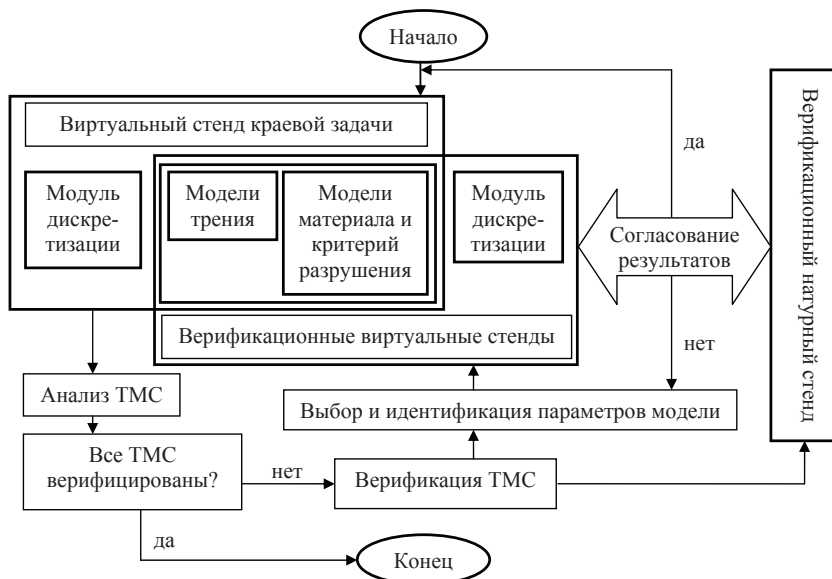 Начало
Виртуальный стенд краевой задачи
да
Верификационный натурный стенд
Модуль
дискре-
тизации
Модели
трения
Модели
материала и
критерий
разрушения
Модуль
дискре-
тизации
Согласование
результатов
Верификационные виртуальные стенды
нет
Анализ ТМС
Выбор и идентификация параметров модели
Все ТМС
верифицированы?
нет
Верификация ТМС
да
Конец